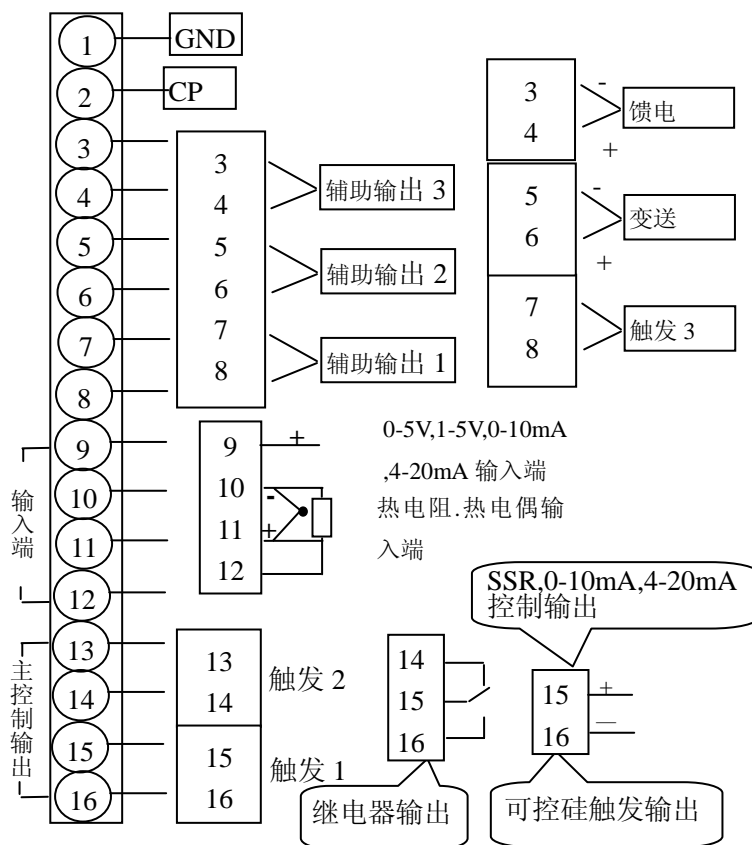 1
GND
2
CP
3
4
5
6
7
8
9
10
11
12
13
14
15
16
输入端
主控制输出
3
4
5
6
7
8
辅助输出 3
辅助输出 2
辅助输出 1
3
4
-
+
馈电
5
6
-
+
变送
7
8
触发 3
9
10
11
12
+
-
+
0-5V,1-5V,0-10mA
,4-20mA 输入端
热电阻.热电偶输
入端
13
14
触发 2
15
16
触发 1
14
15
16
继电器输出
SSR,0-10mA,4-20mA
控制输出
15
16
+
—
可控硅触发输出